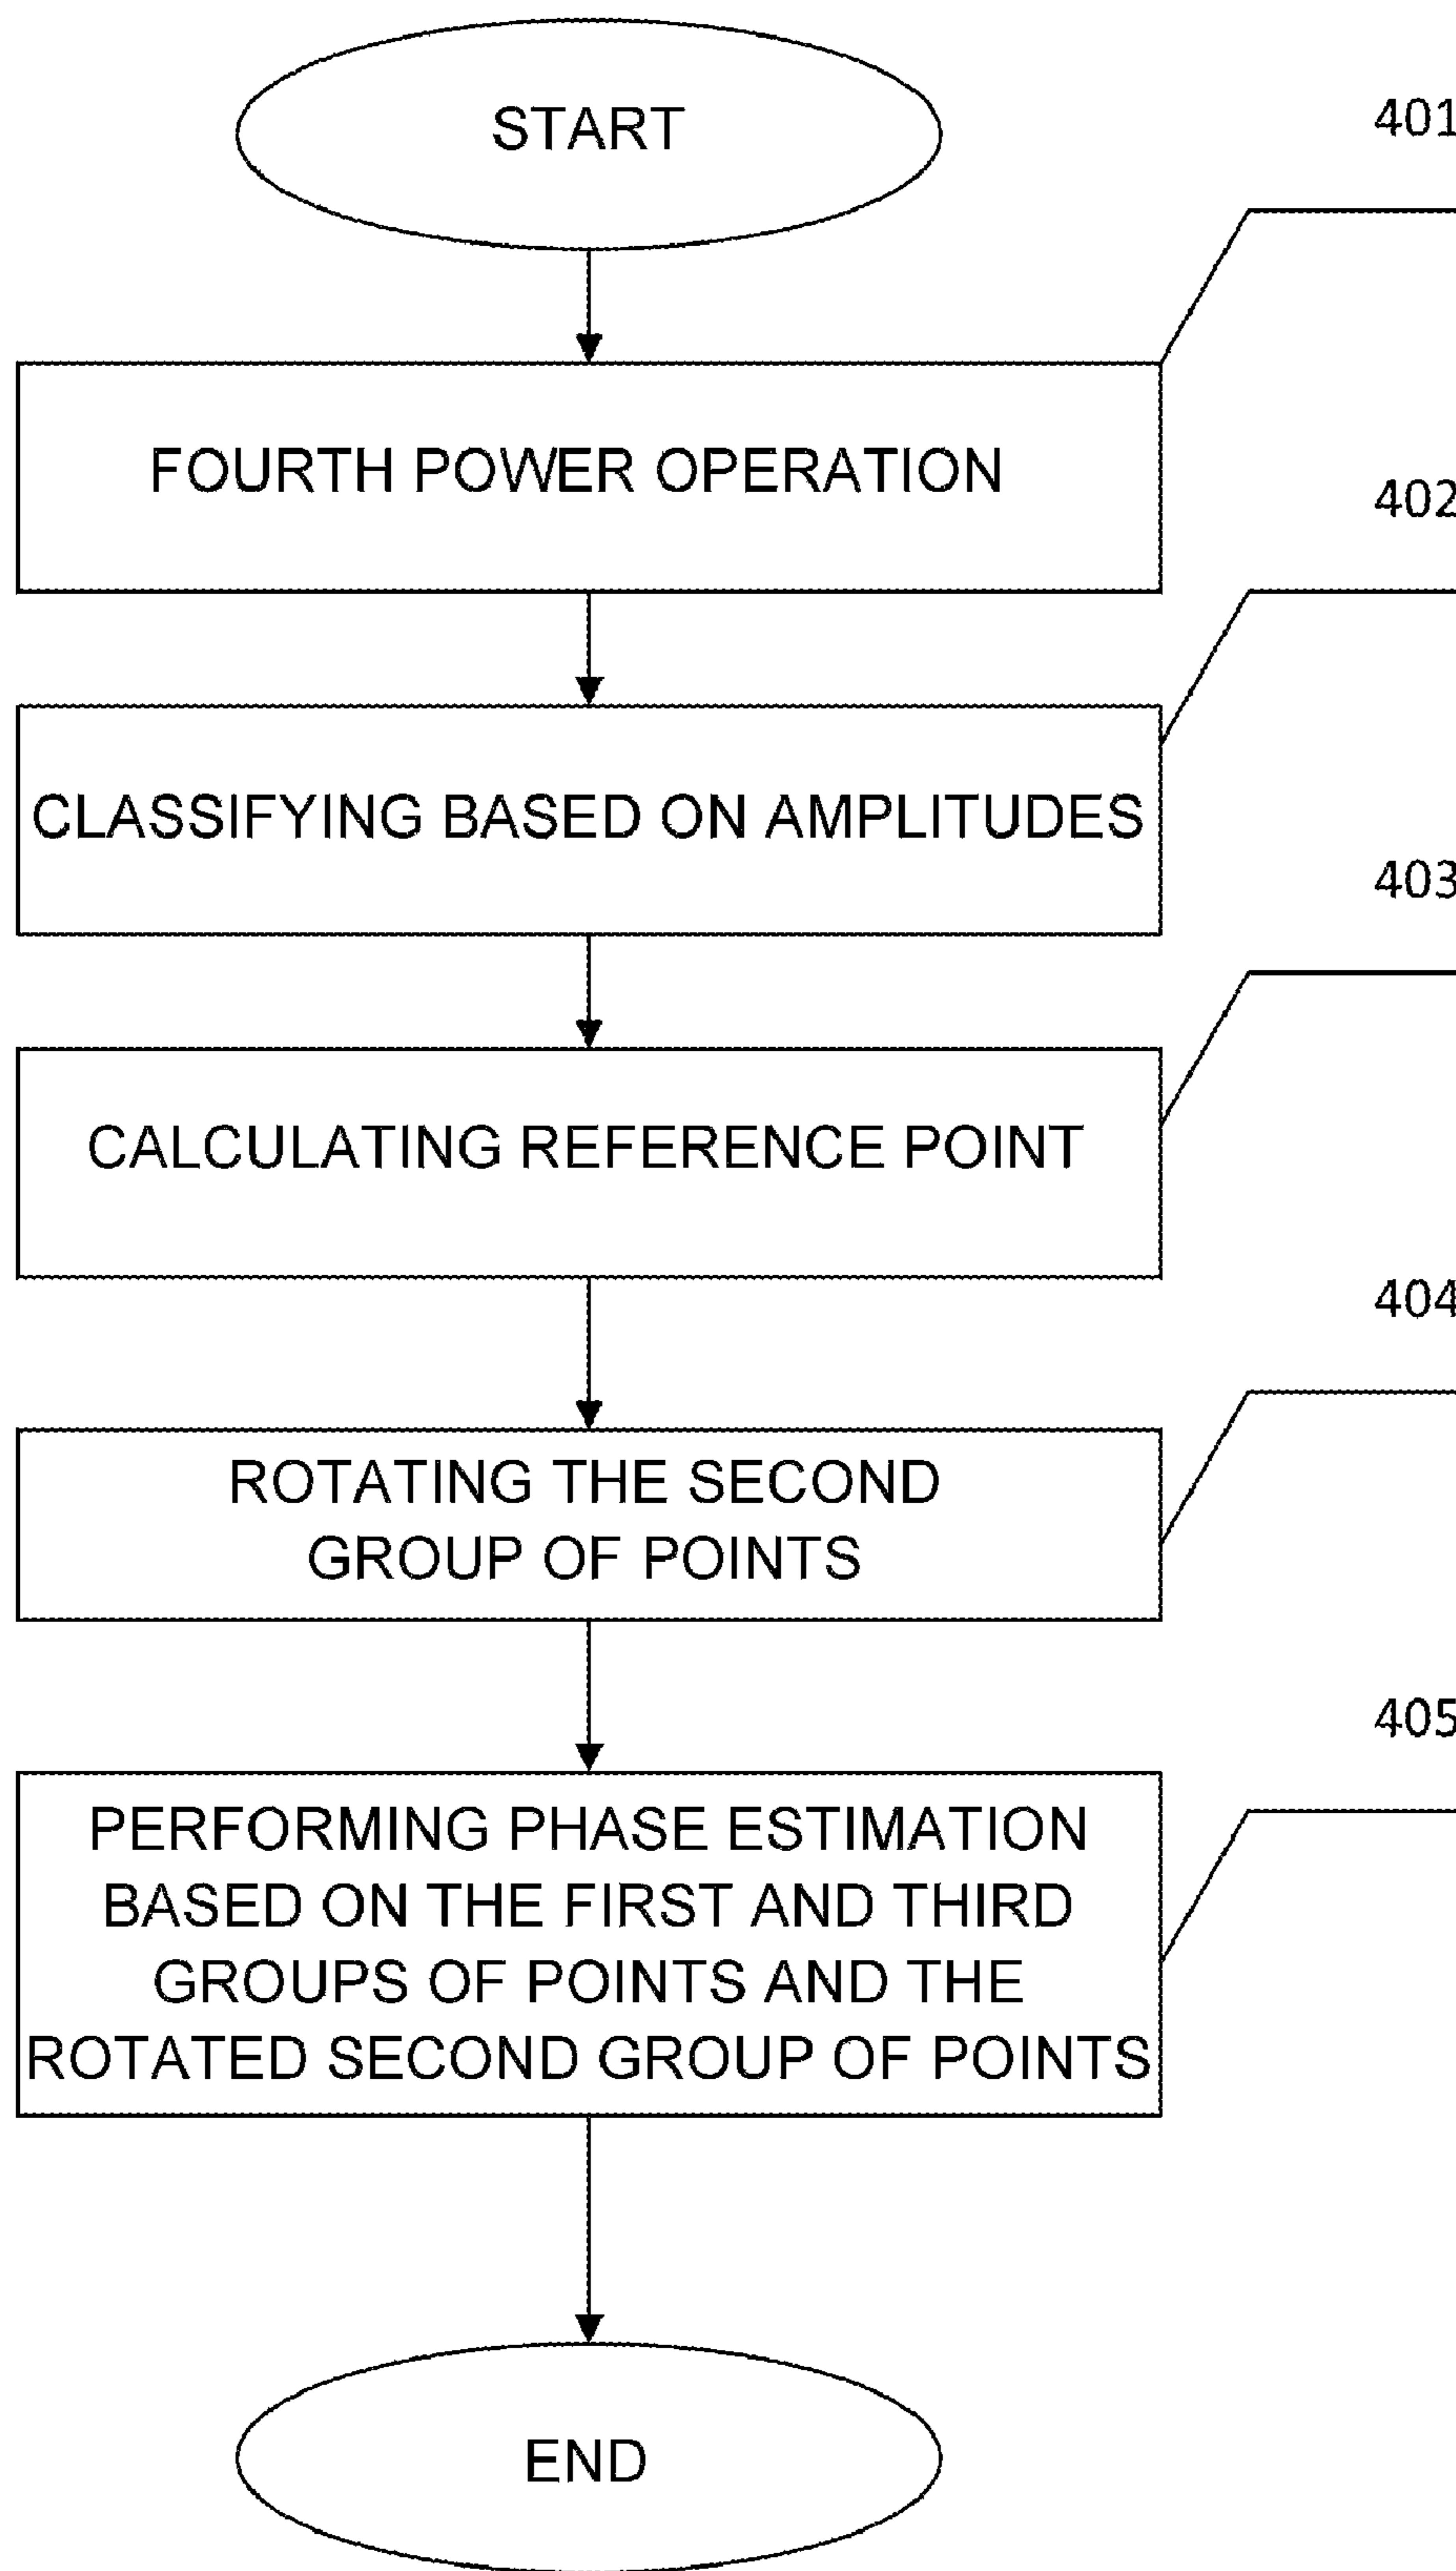 START
401
FOURTH POWER OPERATION
402
CLASSIFYING BASED ON AMPLITUDES
403
CALCULATING REFERENCE POINT
404
ROTATING THE SECOND
GROUP OF POINTS
405
PERFORMING PHASE ESTIMATION
BASED ON THE FIRST AND THIRD
GROUPS OF POINTS AND THE
ROTATED SECOND GROUP OF POINTS
END